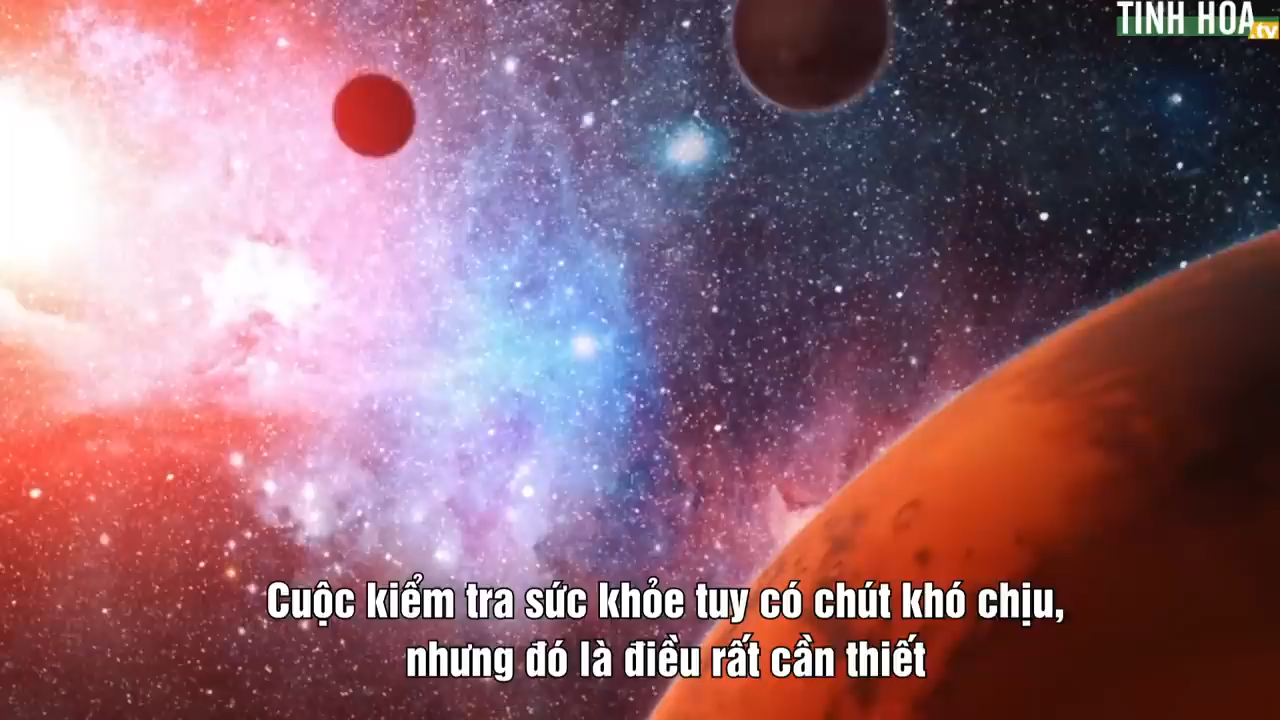 TINH HOA
.tv
Cuộc kiểm tra sức khỏe tuy có chút khó chịu,
nhưng đó là điều rất cần thiết